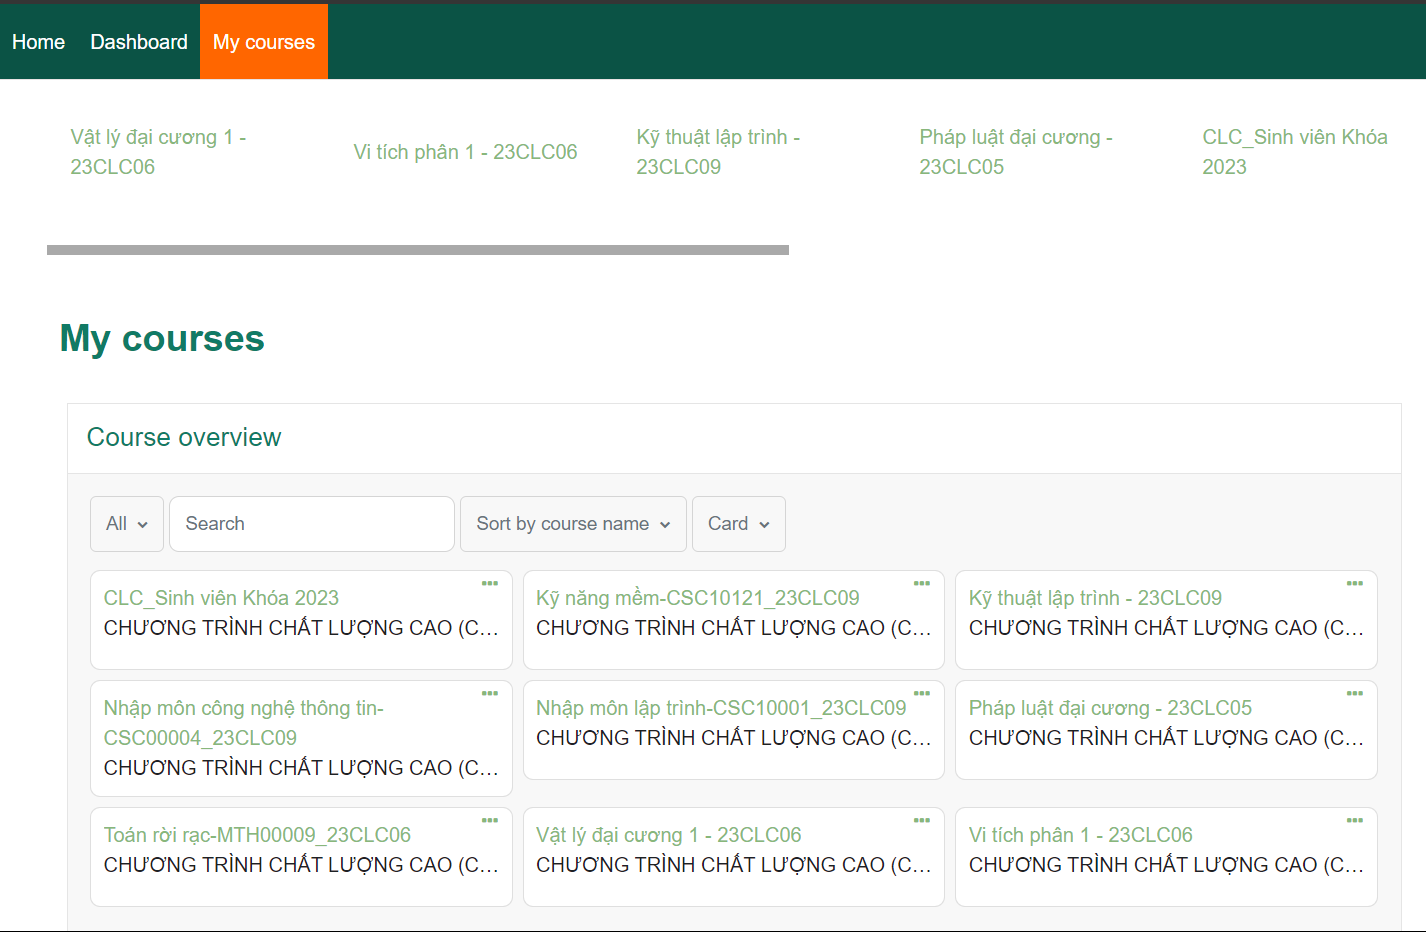 Home Dashboard My courses
Vật lý đại cương 1 -
23CLC06
Vi tích phân 1 - 23CLC06
Kỹ thuật lập trình -
23CLC09
Pháp luật đại cương -
23CLC05
CLC_Sinh viên Khóa
2023
My courses
Course overview
All Search Sort by course name Card
CLC_Sinh viên Khóa 2023
CHƯƠNG TRÌNH CHẤT LƯỢNG CAO (C...
Kỹ năng mềm-CSC10121_23CLC09
CHƯƠNG TRÌNH CHẤT LƯỢNG CAO (C...
Kỹ thuật lập trình - 23CLC09
CHƯƠNG TRÌNH CHẤT LƯỢNG CAO (C...
Nhập môn công nghệ thông tin-
CSC00004_23CLC09
CHƯƠNG TRÌNH CHẤT LƯỢNG CAO (C...
Nhập môn lập trình-CSC10001_23CLC09
CHƯƠNG TRÌNH CHẤT LƯỢNG CAO (C...
Pháp luật đại cương - 23CLC05
CHƯƠNG TRÌNH CHẤT LƯỢNG CAO (C...
Toán rời rạc-MTH00009_23CLC06
CHƯƠNG TRÌNH CHẤT LƯỢNG CAO (C...
Vật lý đại cương 1 - 23CLC06
CHƯƠNG TRÌNH CHẤT LƯỢNG CAO (C...
Vi tích phân 1 - 23CLC06
CHƯƠNG TRÌNH CHẤT LƯỢNG CAO (C...